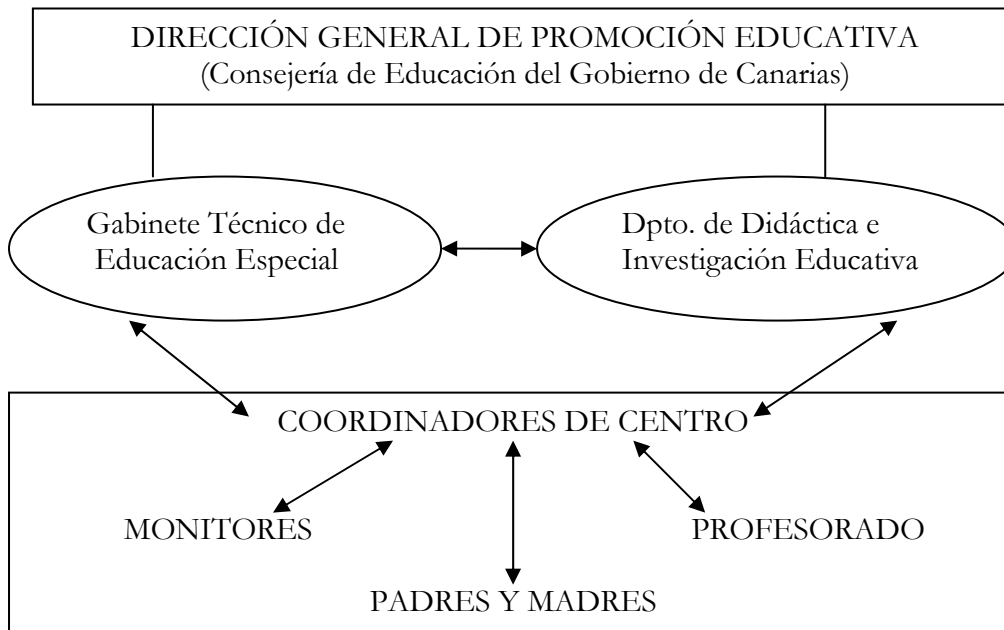 DIRECCIÓN GENERAL DE PROMOCIÓN EDUCATIVA
(Consejería de Educación del Gobierno de Canarias)
Gabinete Técnico de
Educación Especial
Dpto. de Didáctica e
Investigación Educativa
COORDINADORES DE CENTRO
MONITORES
PROFESORADO
PADRES Y MADRES